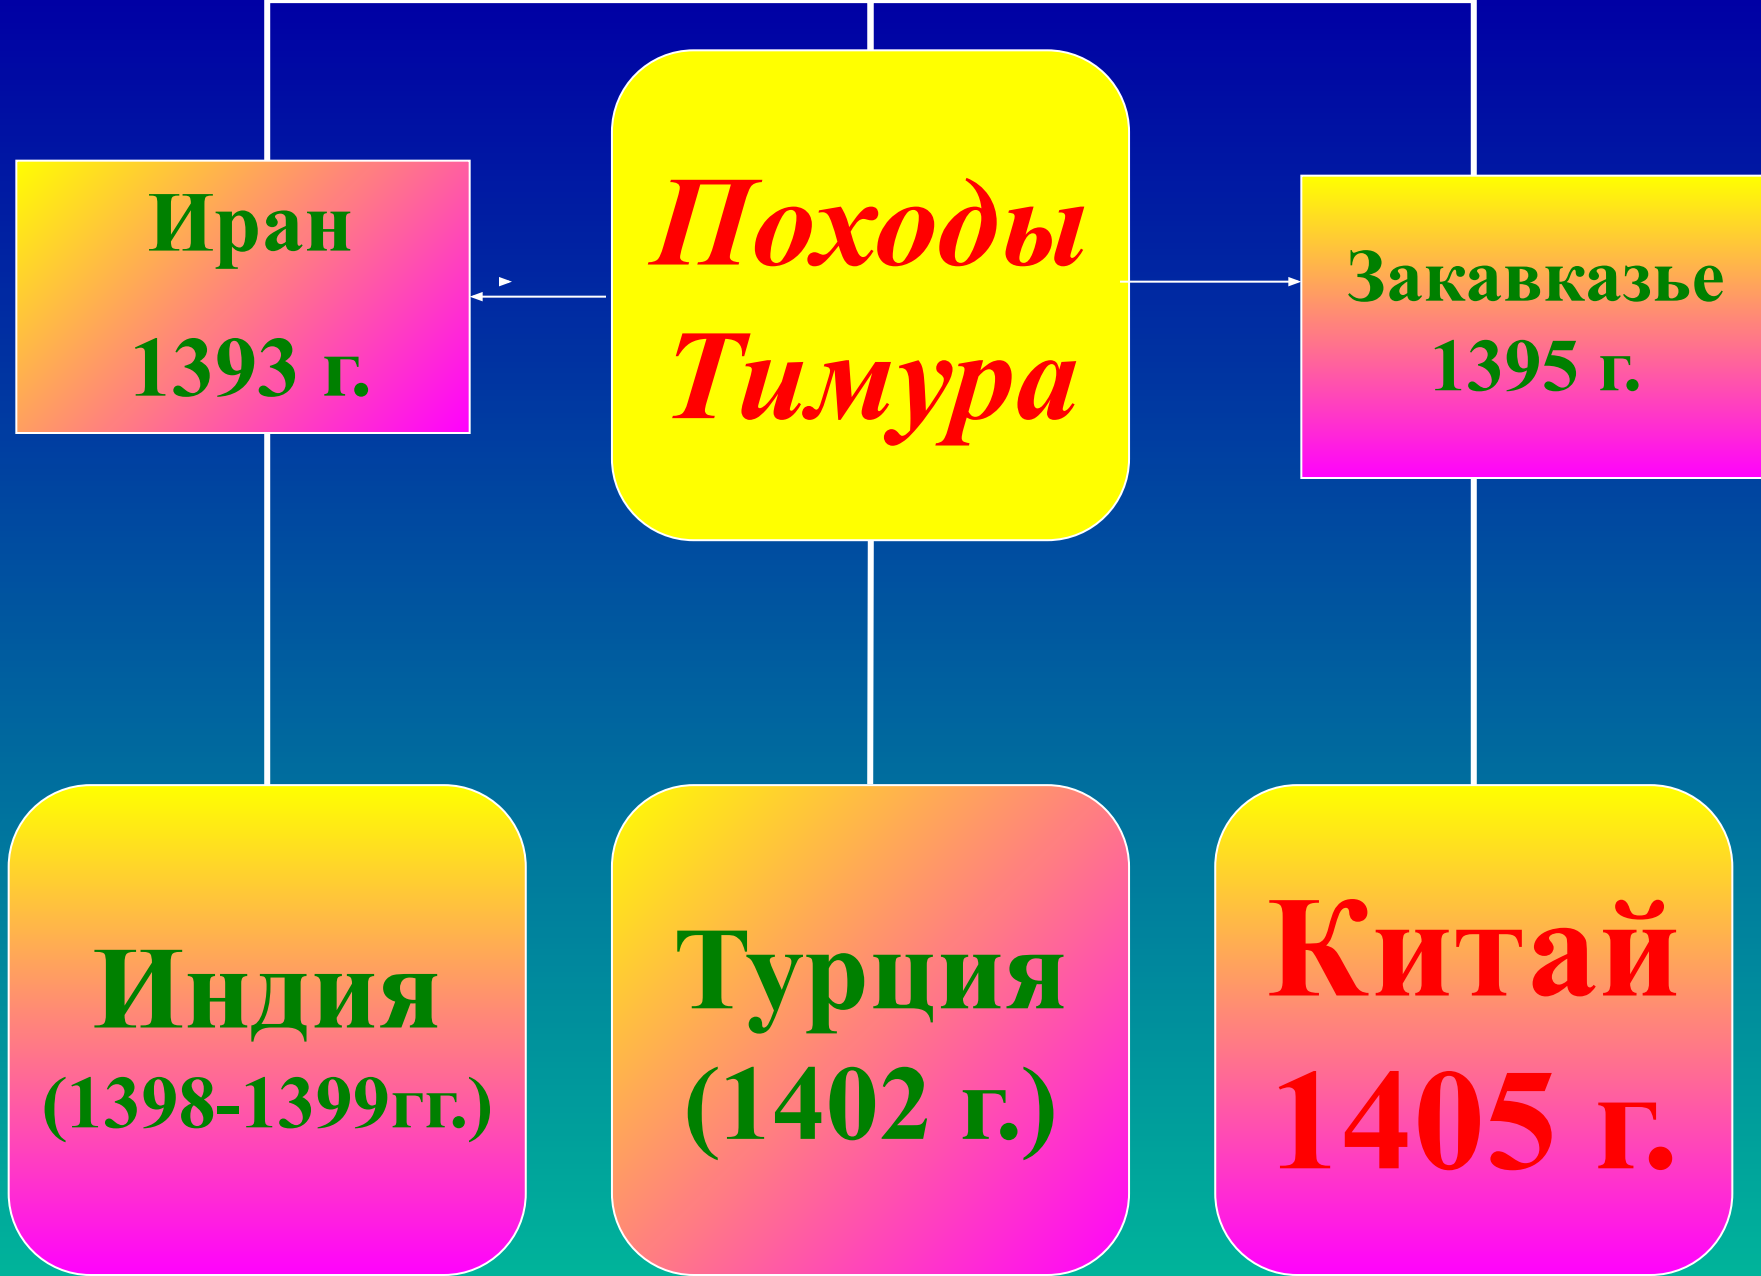 Походы
Тимура
Иран
1393 г.
Закавказье
1395 г.
Индия
(1398-1399гг.)
Турция
(1402 г.)
Китай
1405 г.